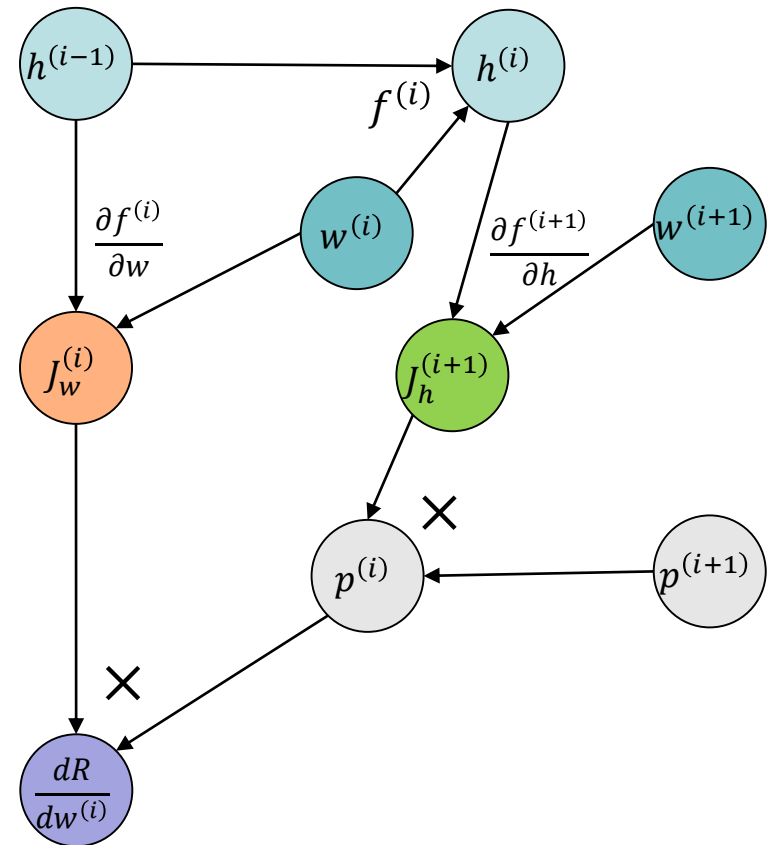 h^{(i−1)}
h^{(i)}
f^{(i)}
∂f^{(i)}/∂w
w^{(i)}
∂f^{(i+1)}/∂h
w^{(i+1)}
J_w^{(i)}
J_h^{(i+1)}
×
p^{(i)}
p^{(i+1)}
×
dR/dw^{(i)}